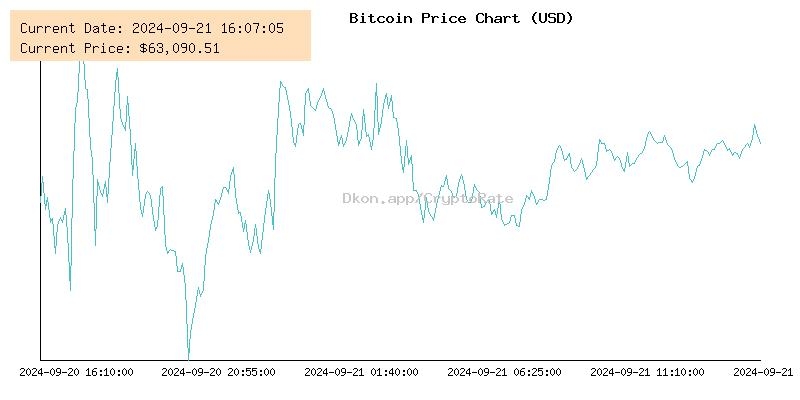 Bitcoin Price Chart (USD)
Current Date: 2024-09-21 16:07:05
Current Price: $63,090.51
Dkon.app/CryptoRate
2024-09-20 16:10:00 2024-09-20 20:55:00 2024-09-21 01:40:00 2024-09-21 06:25:00 2024-09-21 11:10:00 2024-09-21